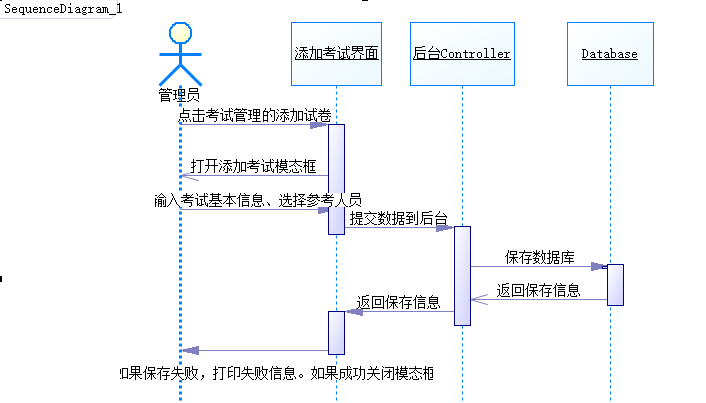 SequenceDiagram_1
添加考试界面
后台Controller
Database
管理员
点击考试管理的添加试卷
打开添加考试模态框
输入考试基本信息、选择参考人员
提交数据到后台
保存数据库
返回保存信息
返回保存信息
如果保存失败，打印失败信息。如果成功关闭模态框